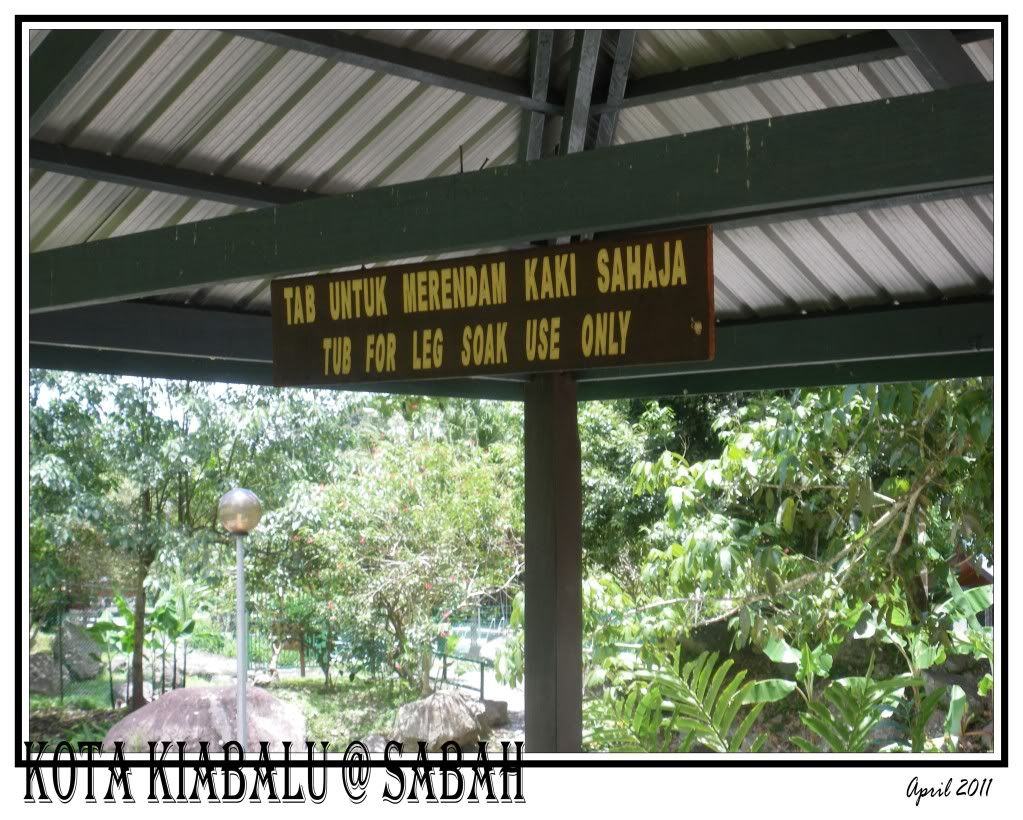 TAB UNTUK MERENDAM KAKI SAHAJA
TUB FOR LEG SOAK USE ONLY
KOTA KIABALU @ SABAH
April 2011